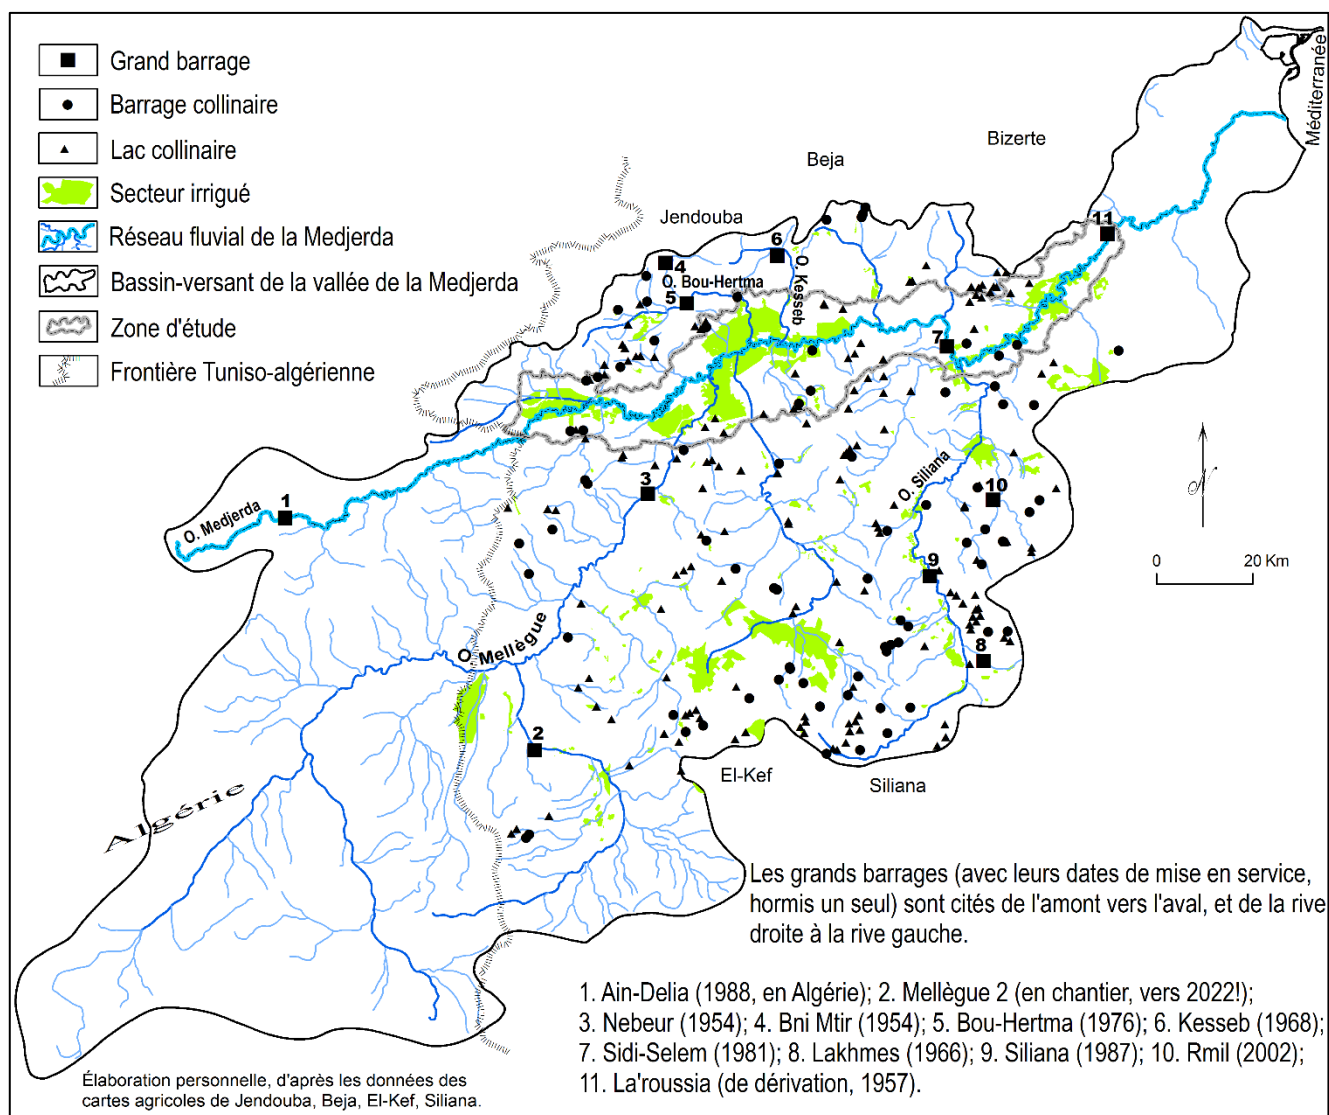 Grand barrage
Barrage collinaire
Lac collinaire
Secteur irrigué
Réseau fluvial de la Medjerda
Bassin-versant de la vallée de la Medjerda
Zone d'étude
Frontière Tuniso-algérienne
Méditerranée
Bizerte
Beja
Jendouba
11
6
4
O. Bou-Hertma
5
O. Kesseb
7
3
O. Siliana
10
1
O. Medjerda
9
O. Mellègue
8
2
Algérie
El-Kef
Siliana
N
0 20 Km
Les grands barrages (avec leurs dates de mise en service,
hormis un seul) sont cités de l'amont vers l'aval, et de la rive
droite à la rive gauche.
1. Ain-Delia (1988, en Algérie); 2. Mellègue 2 (en chantier, vers 2022!);
3. Nebeur (1954); 4. Bni Mtir (1954); 5. Bou-Hertma (1976); 6. Kesseb (1968);
7. Sidi-Selem (1981); 8. Lakhmes (1966); 9. Siliana (1987); 10. Rmil (2002);
11. La'roussia (de dérivation, 1957).
Élaboration personnelle, d'après les données des
cartes agricoles de Jendouba, Beja, El-Kef, Siliana.